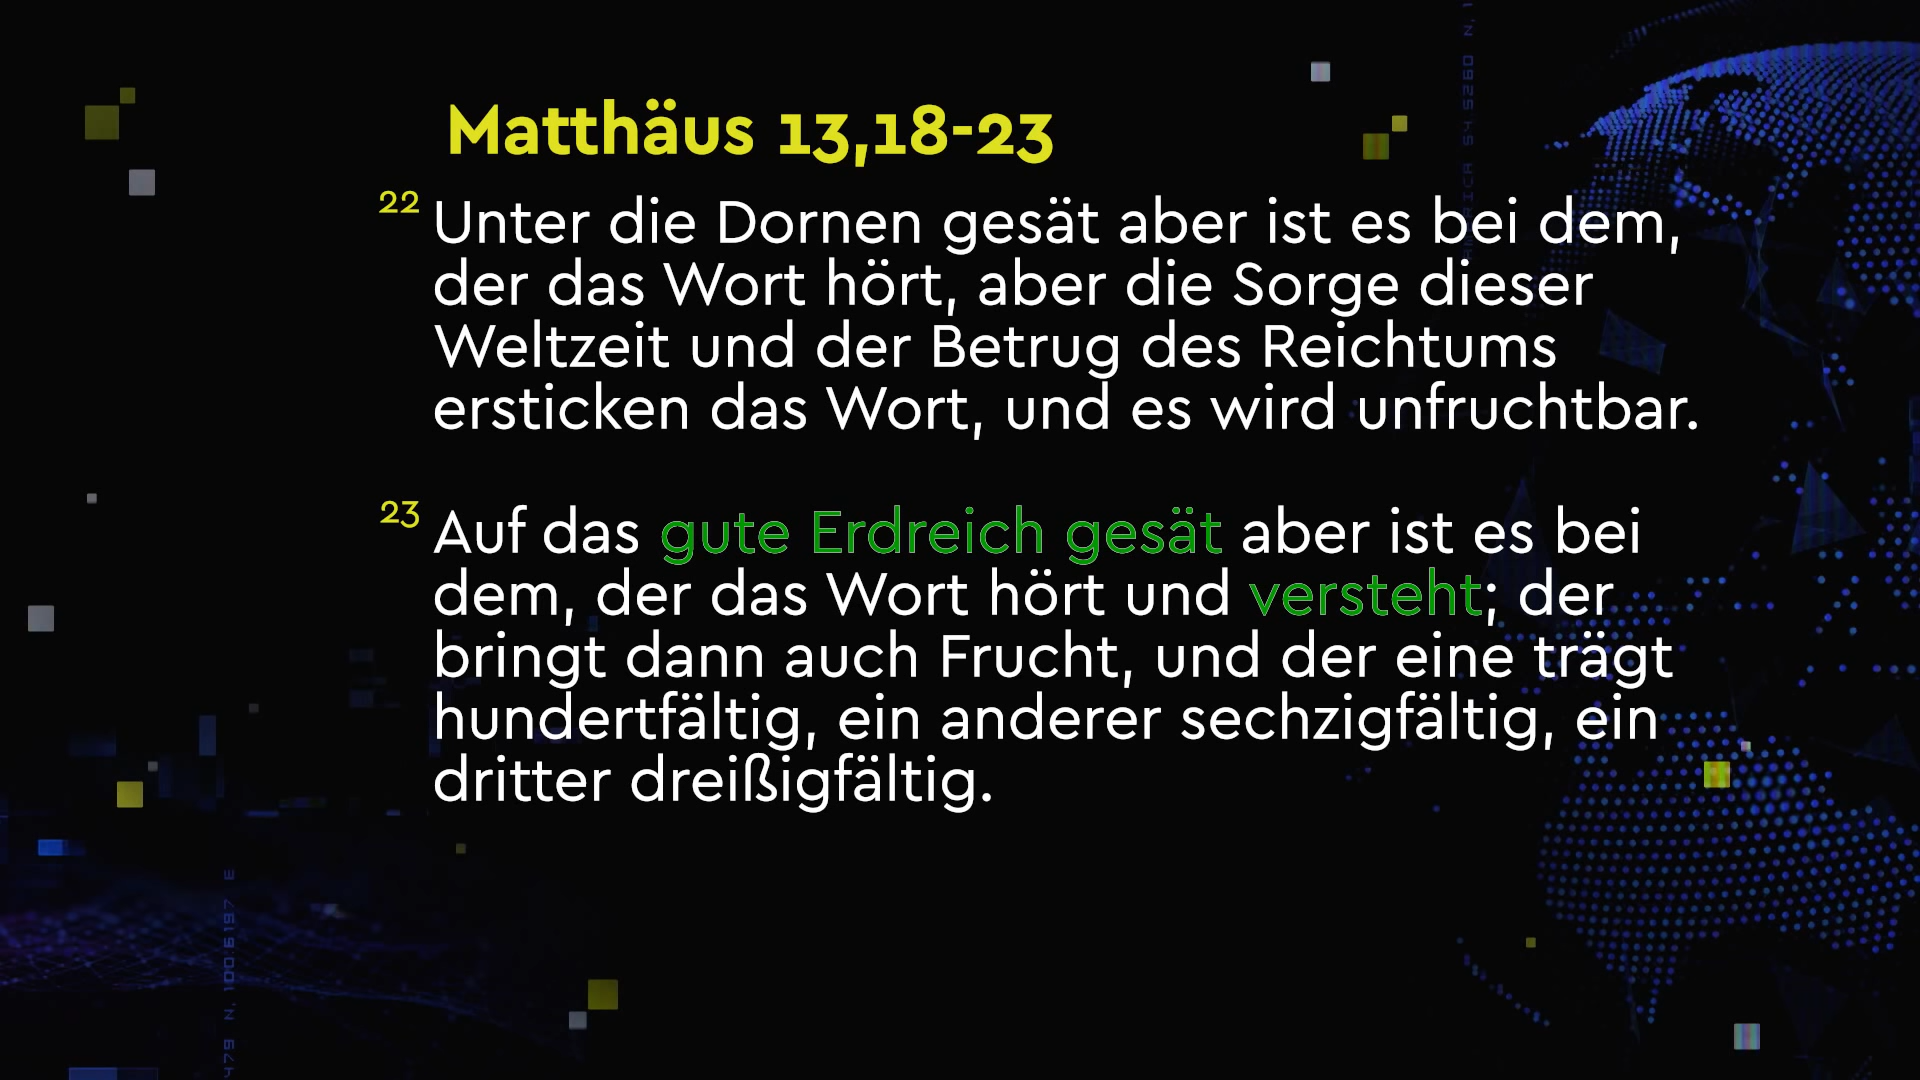 Matthäus 13,18-23
22 Unter die Dornen gesät aber ist es bei dem,
der das Wort hört, aber die Sorge dieser
Weltzeit und der Betrug des Reichtums
ersticken das Wort, und es wird unfruchtbar.
23 Auf das gute Erdreich gesät aber ist es bei
dem, der das Wort hört und versteht; der
bringt dann auch Frucht, und der eine trägt
hundertfältig, ein anderer sechzigfältig, ein
dritter dreißigfältig.